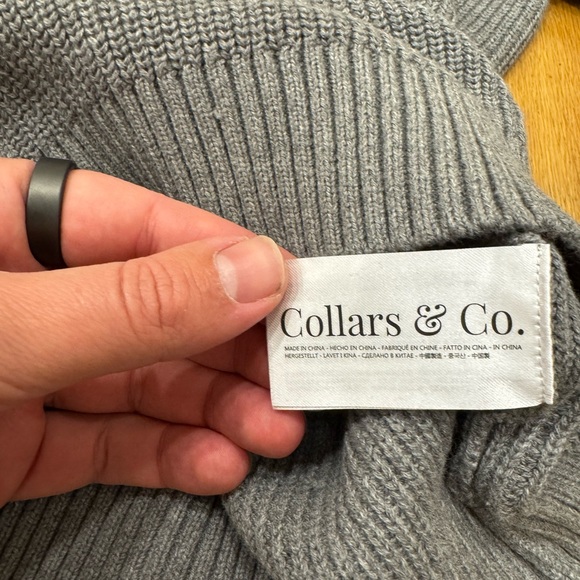 Collars & Co.
MADE IN CHINA - HECHO EN CHINA - FABRIQUÉ EN CHINE - FATTO IN CINA - IN CHINA
HERGESTELLT - LAVET I KINA - СДЕЛАНО В КИТАЕ - 中國製造 - 중국산 - 中国製